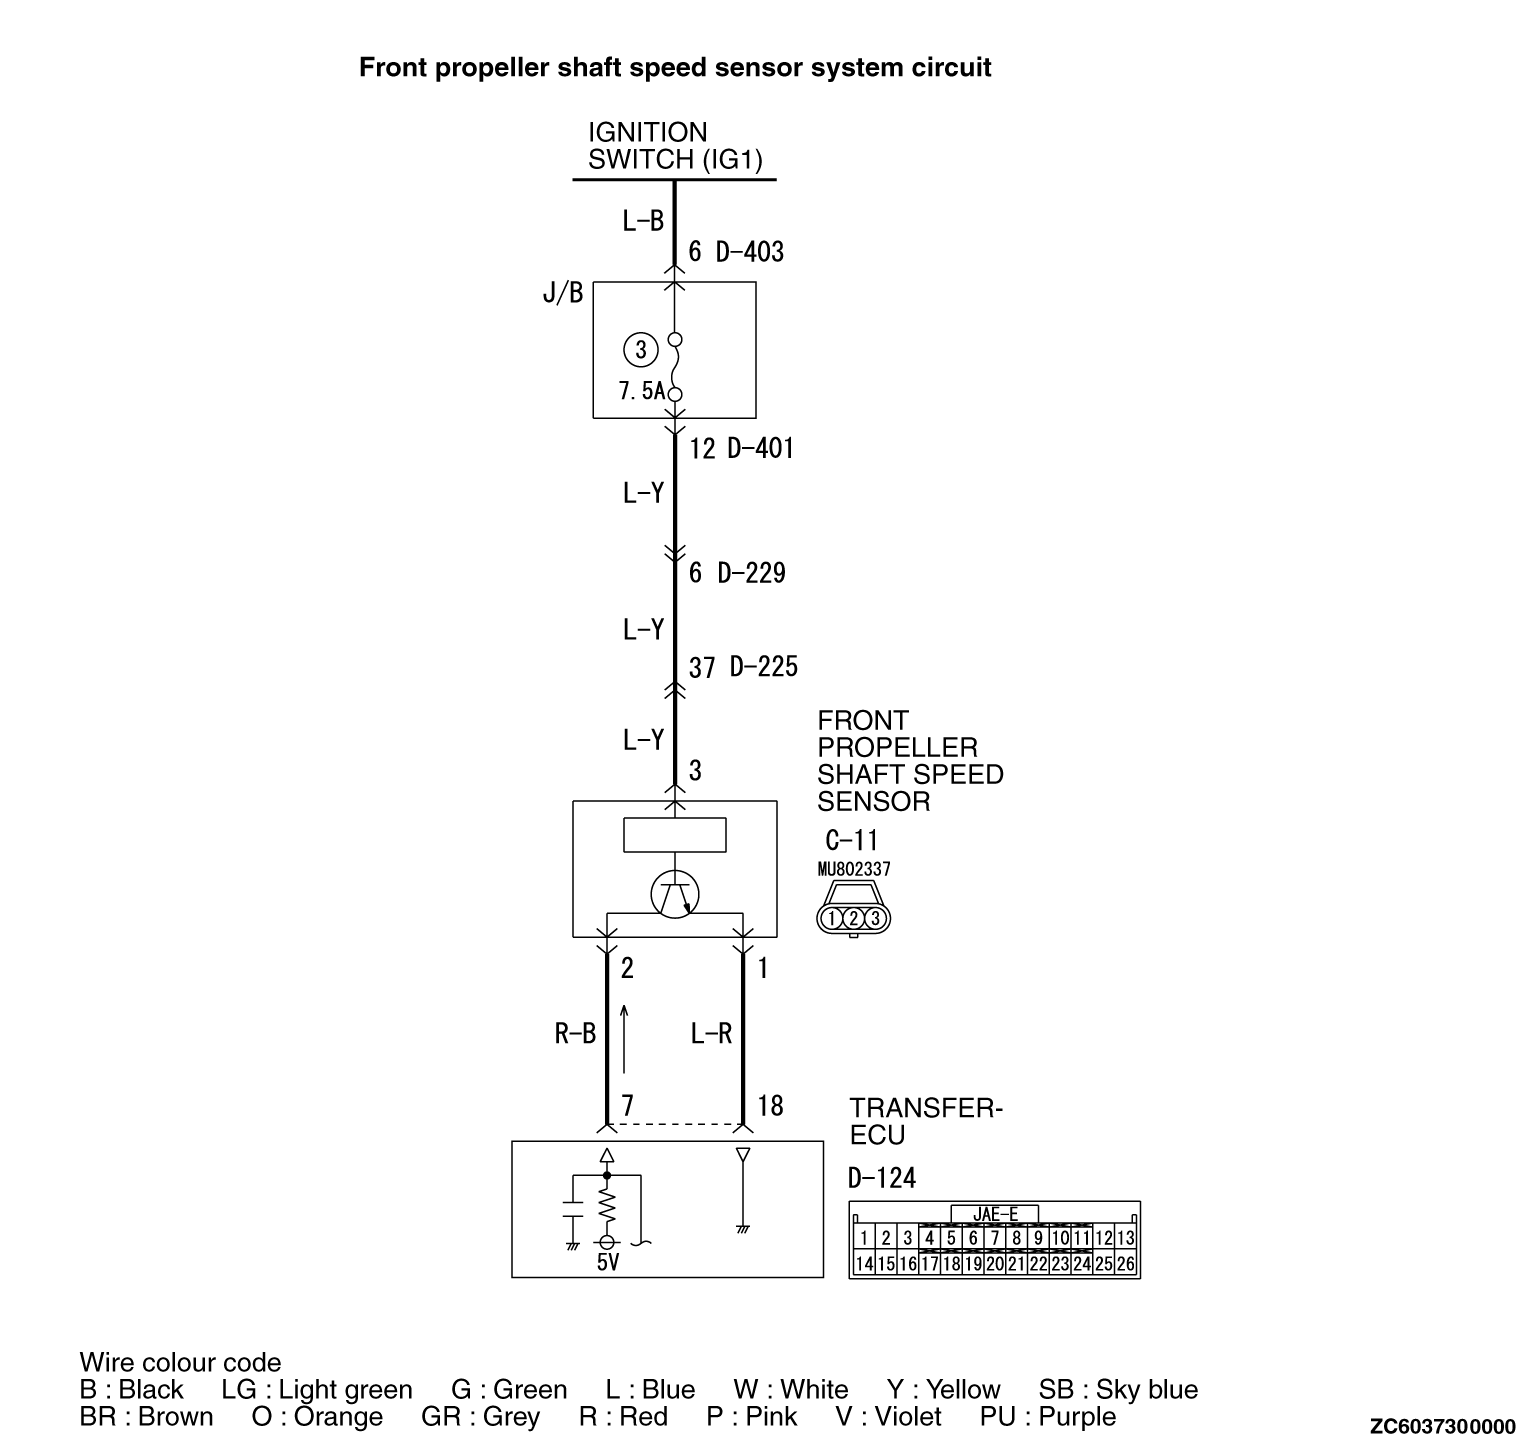 Front propeller shaft speed sensor system circuit
IGNITION
SWITCH (IG1)
L-B
6 D-403
J/B
3
7.5A
12 D-401
L-Y
6 D-229
L-Y
37 D-225
L-Y
3
FRONT
PROPELLER
SHAFT SPEED
SENSOR
C-11
MU802337
1 2 3
2 1
R-B L-R
7 18
TRANSFER-
ECU
D-124
JAE-E
1 2 3 4 5 6 7 8 9 10 11 12 13
14 15 16 17 18 19 20 21 22 23 24 25 26
5V
Wire colour code
B : Black LG : Light green G : Green L : Blue W : White Y : Yellow SB : Sky blue
BR : Brown O : Orange GR : Grey R : Red P : Pink V : Violet PU : Purple
ZC6037300000